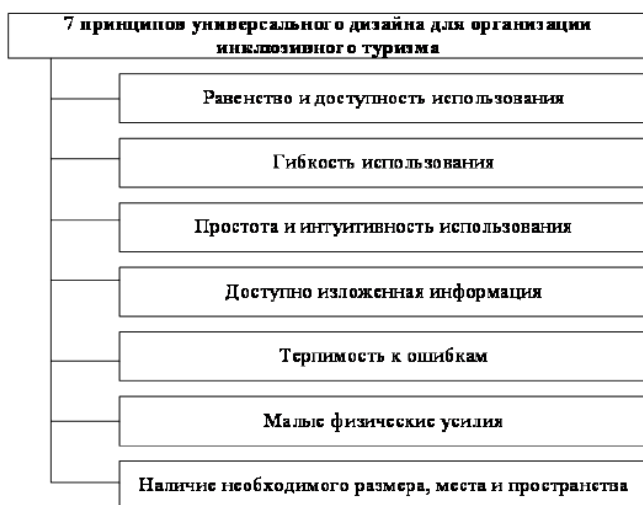 7 принципов универсального дизайна для организации
инклюзивного туризма
Равенство и доступность использования
Гибкость использования
Простота и интуитивность использования
Доступно изложенная информация
Терпимость к ошибкам
Малые физические усилия
Наличие необходимого размера, места и пространства